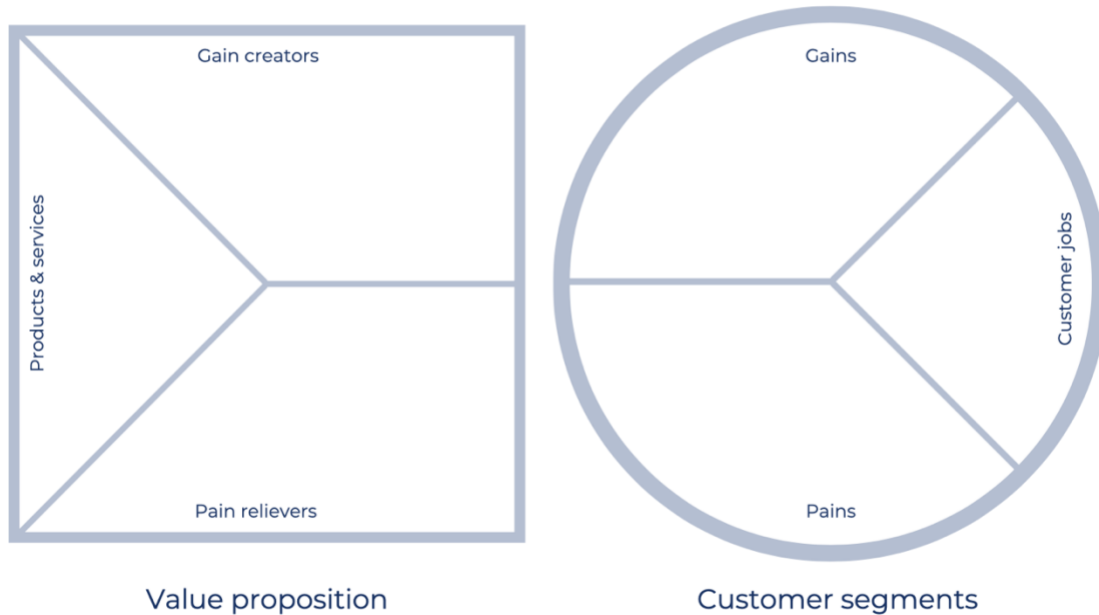 Gain creators
Products & services
Pain relievers
Value proposition
Gains
Customer jobs
Pains
Customer segments